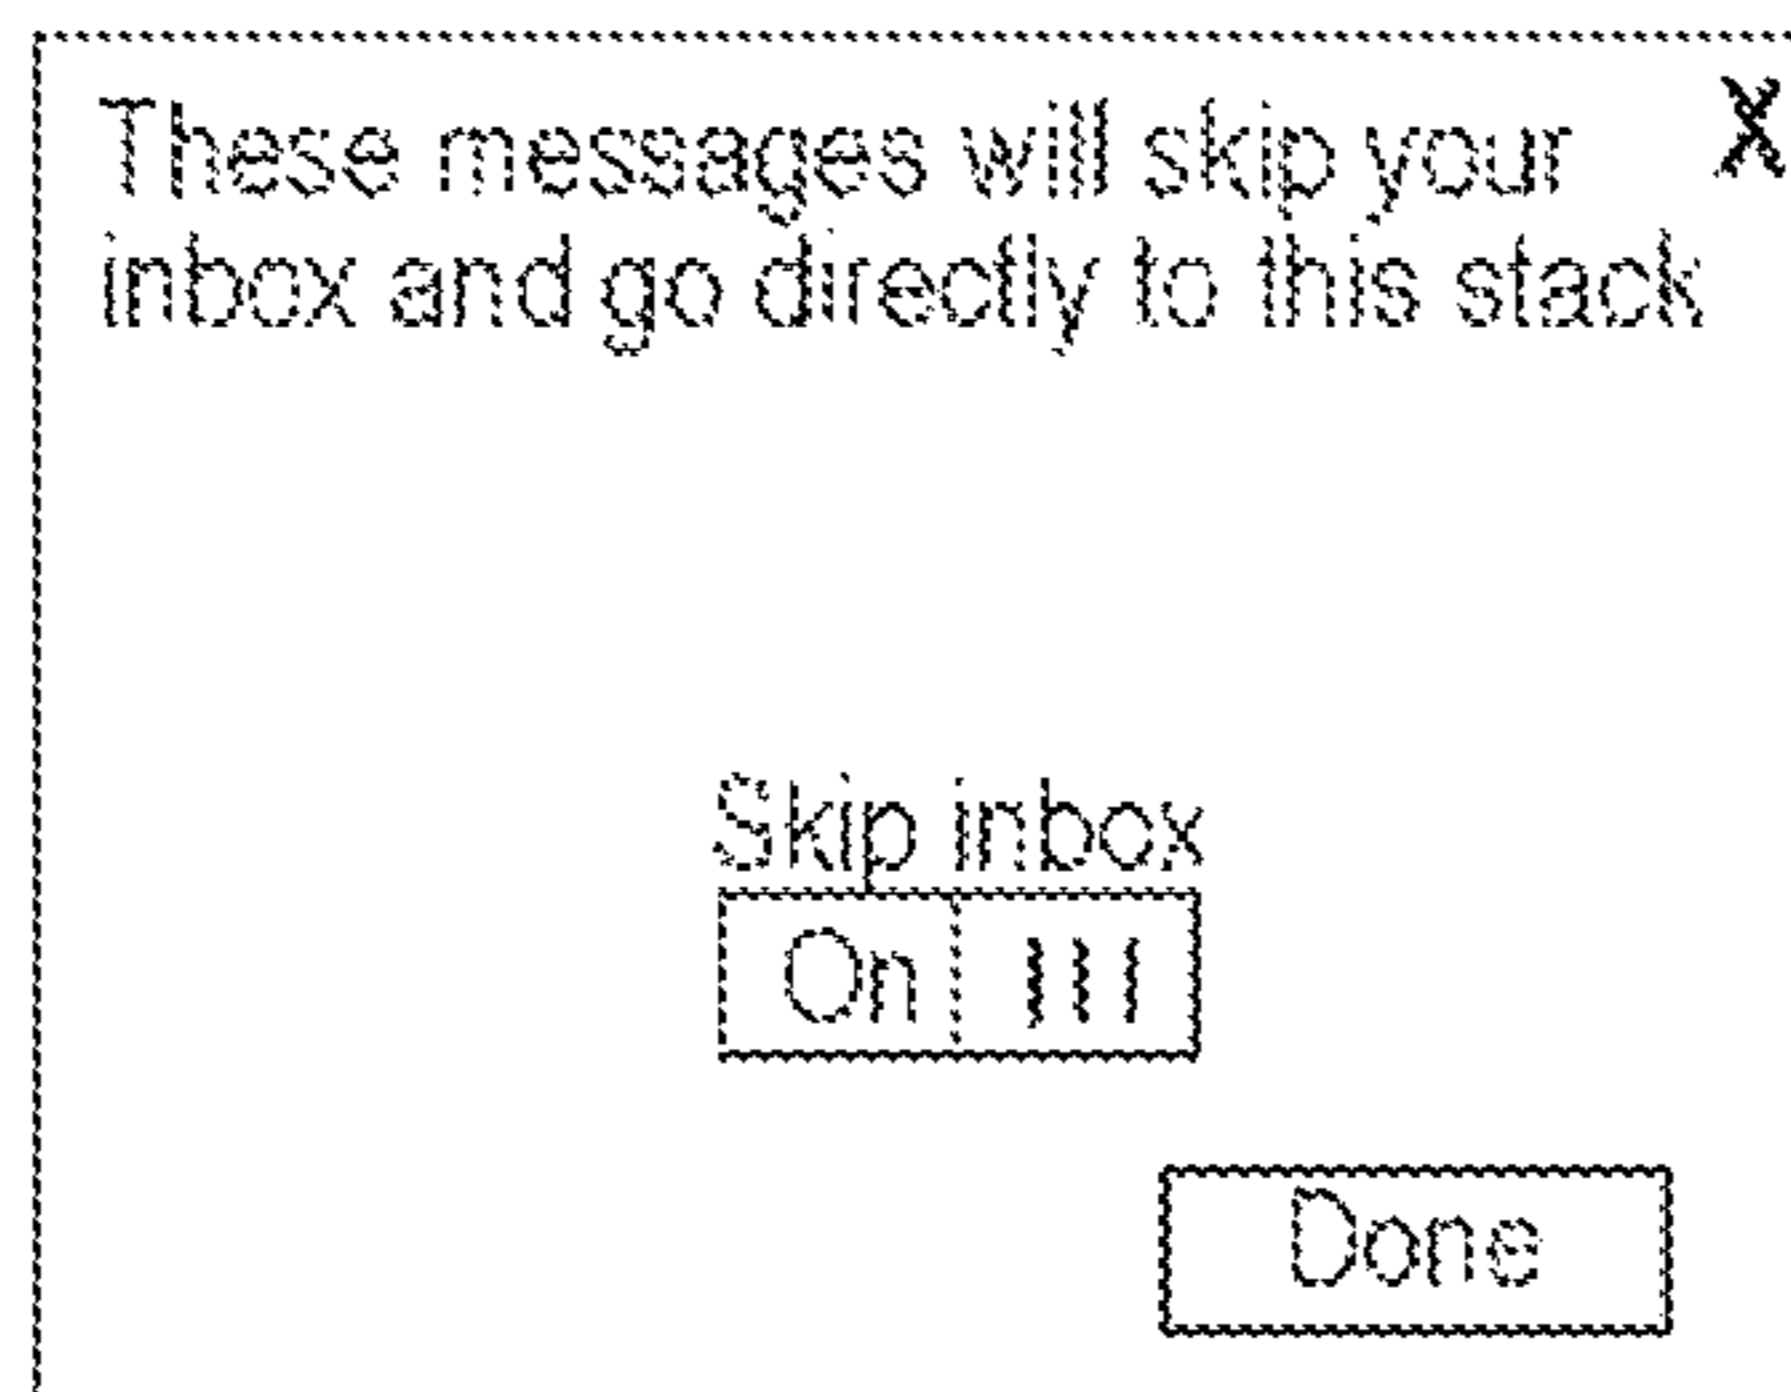 These messages will skip your X
inbox and go directly to this stack
Skip inbox
On
Done